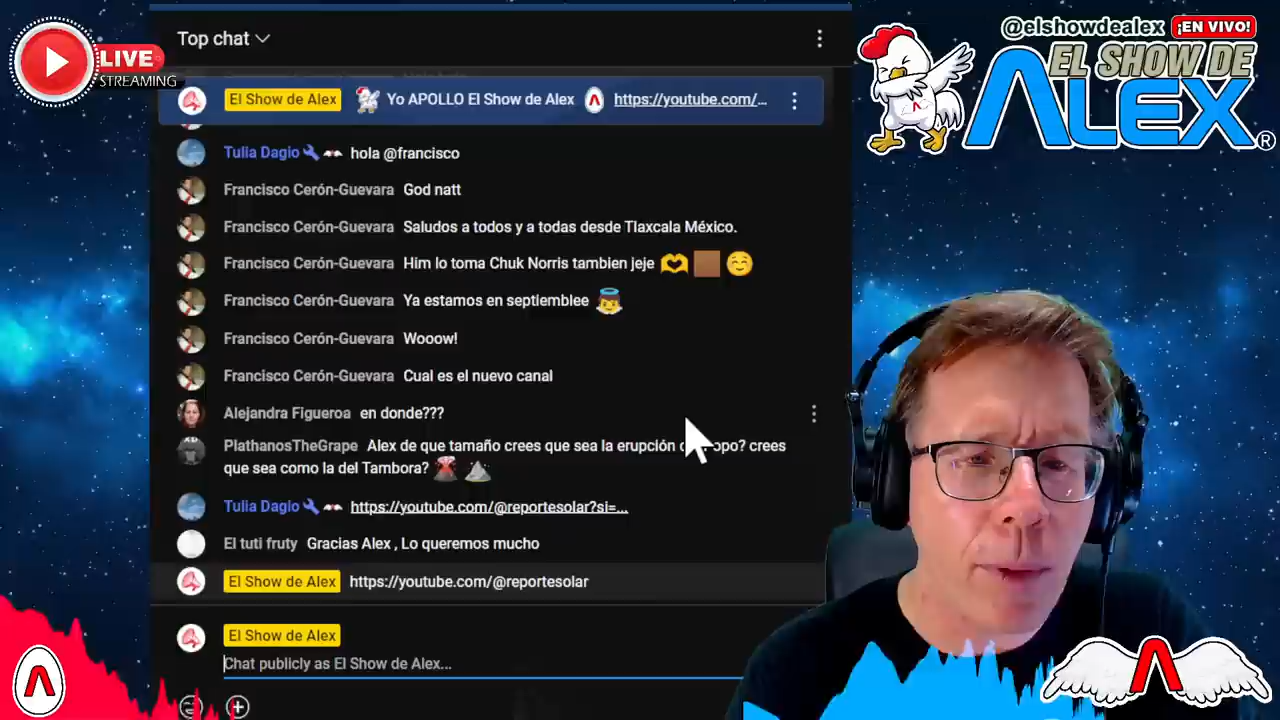 LIVE
STREAMING
Top chat
@elshowdealex ¡EN VIVO!
EL SHOW DE
ALEX®
El Show de Alex Yo APOLLO El Show de Alex https://youtube.com/...
Tulia Dagio hola @francisco
Francisco Cerón-Guevara God natt
Francisco Cerón-Guevara Saludos a todos y a todas desde Tlaxcala México.
Francisco Cerón-Guevara Him lo toma Chuk Norris tambien jeje
Francisco Cerón-Guevara Ya estamos en septiemblee
Francisco Cerón-Guevara Wooow!
Francisco Cerón-Guevara Cual es el nuevo canal
Alejandra Figueroa en donde???
PlathanosTheGrape Alex de que tamaño crees que sea la erupción crees
que sea como la del Tambora?
Tulia Dagio https://youtube.com/@reportesolar?si=...
El tuti fruty Gracias Alex , Lo queremos mucho
El Show de Alex https://youtube.com/@reportesolar
El Show de Alex
Chat publicly as El Show de Alex...